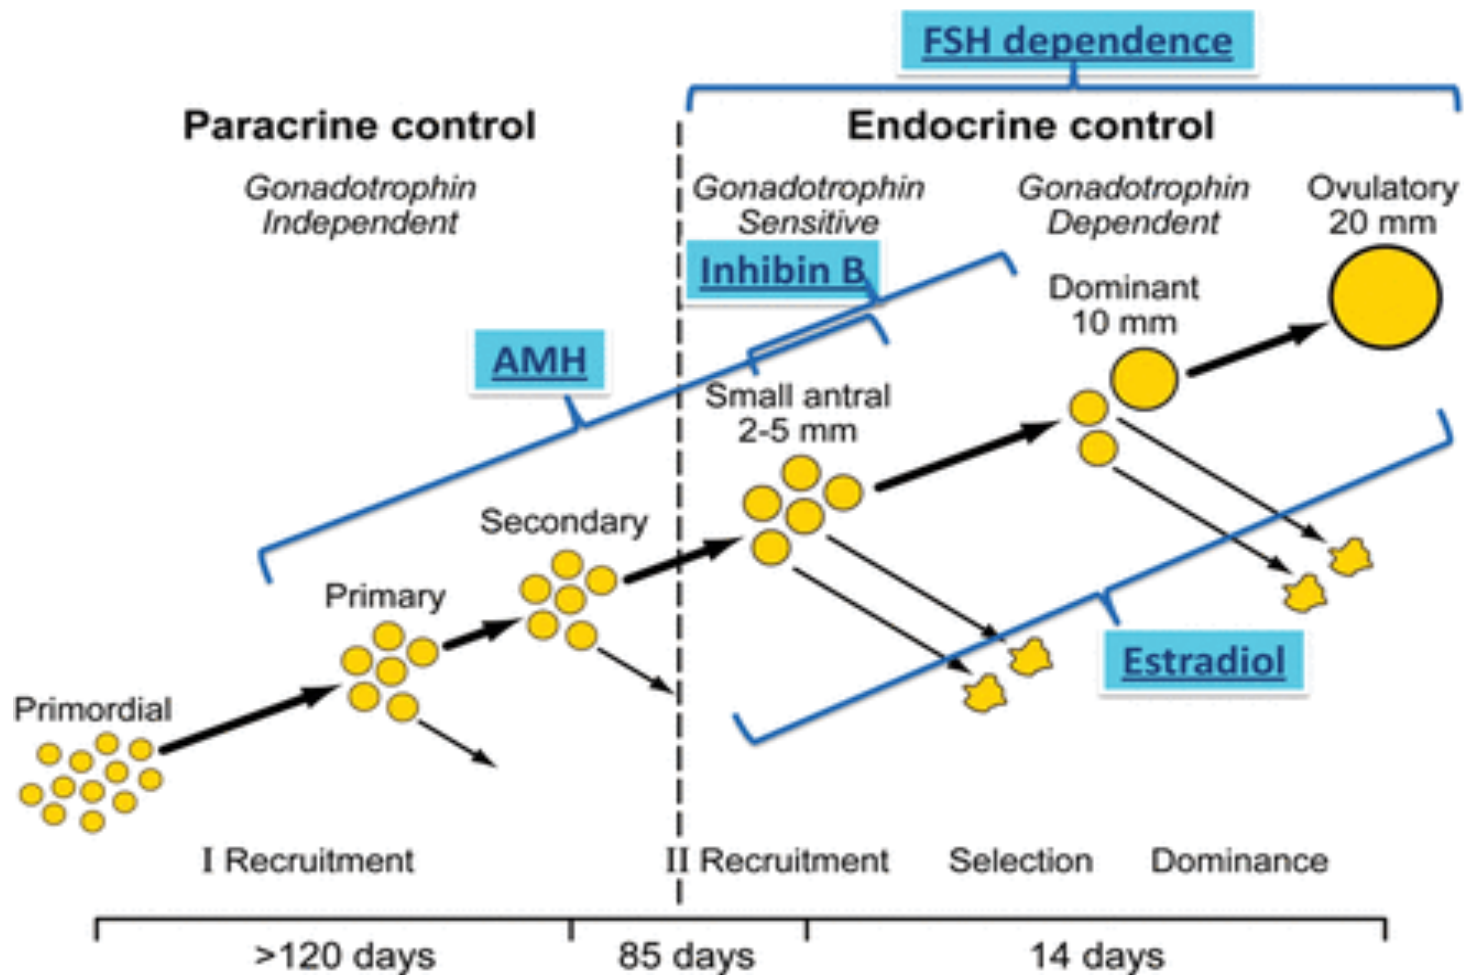 FSH dependence
Paracrine control
Endocrine control
Gonadotrophin
Independent
Gonadotrophin
Sensitive
Gonadotrophin
Dependent
Ovulatory
20 mm
Inhibin B
Dominant
10 mm
AMH
Small antral
2-5 mm
Secondary
Primary
Estradiol
Primordial
I Recruitment
II Recruitment
Selection
Dominance
>120 days
85 days
14 days